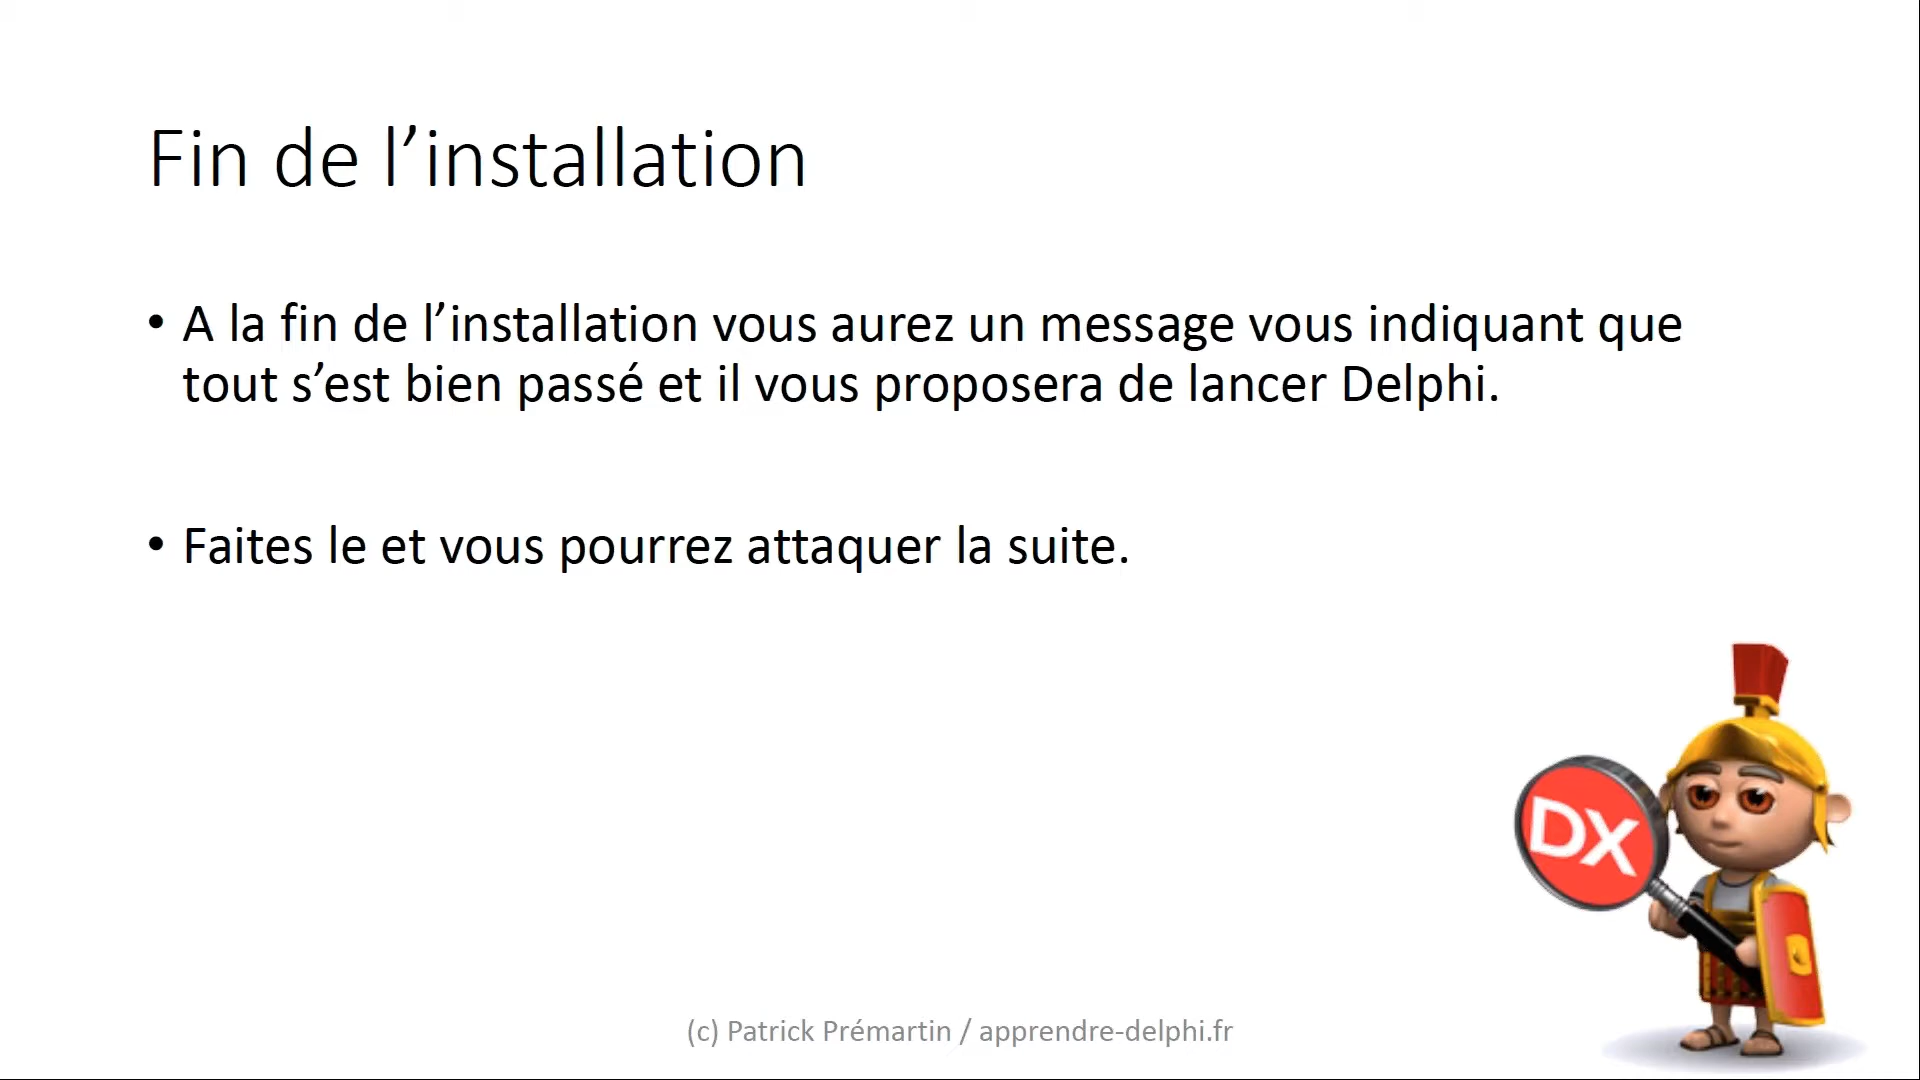 Fin de l’installation
• A la fin de l’installation vous aurez un message vous indiquant que
tout s’est bien passé et il vous proposera de lancer Delphi.
• Faites le et vous pourrez attaquer la suite.
DX
(c) Patrick Prémartin / apprendre-delphi.fr